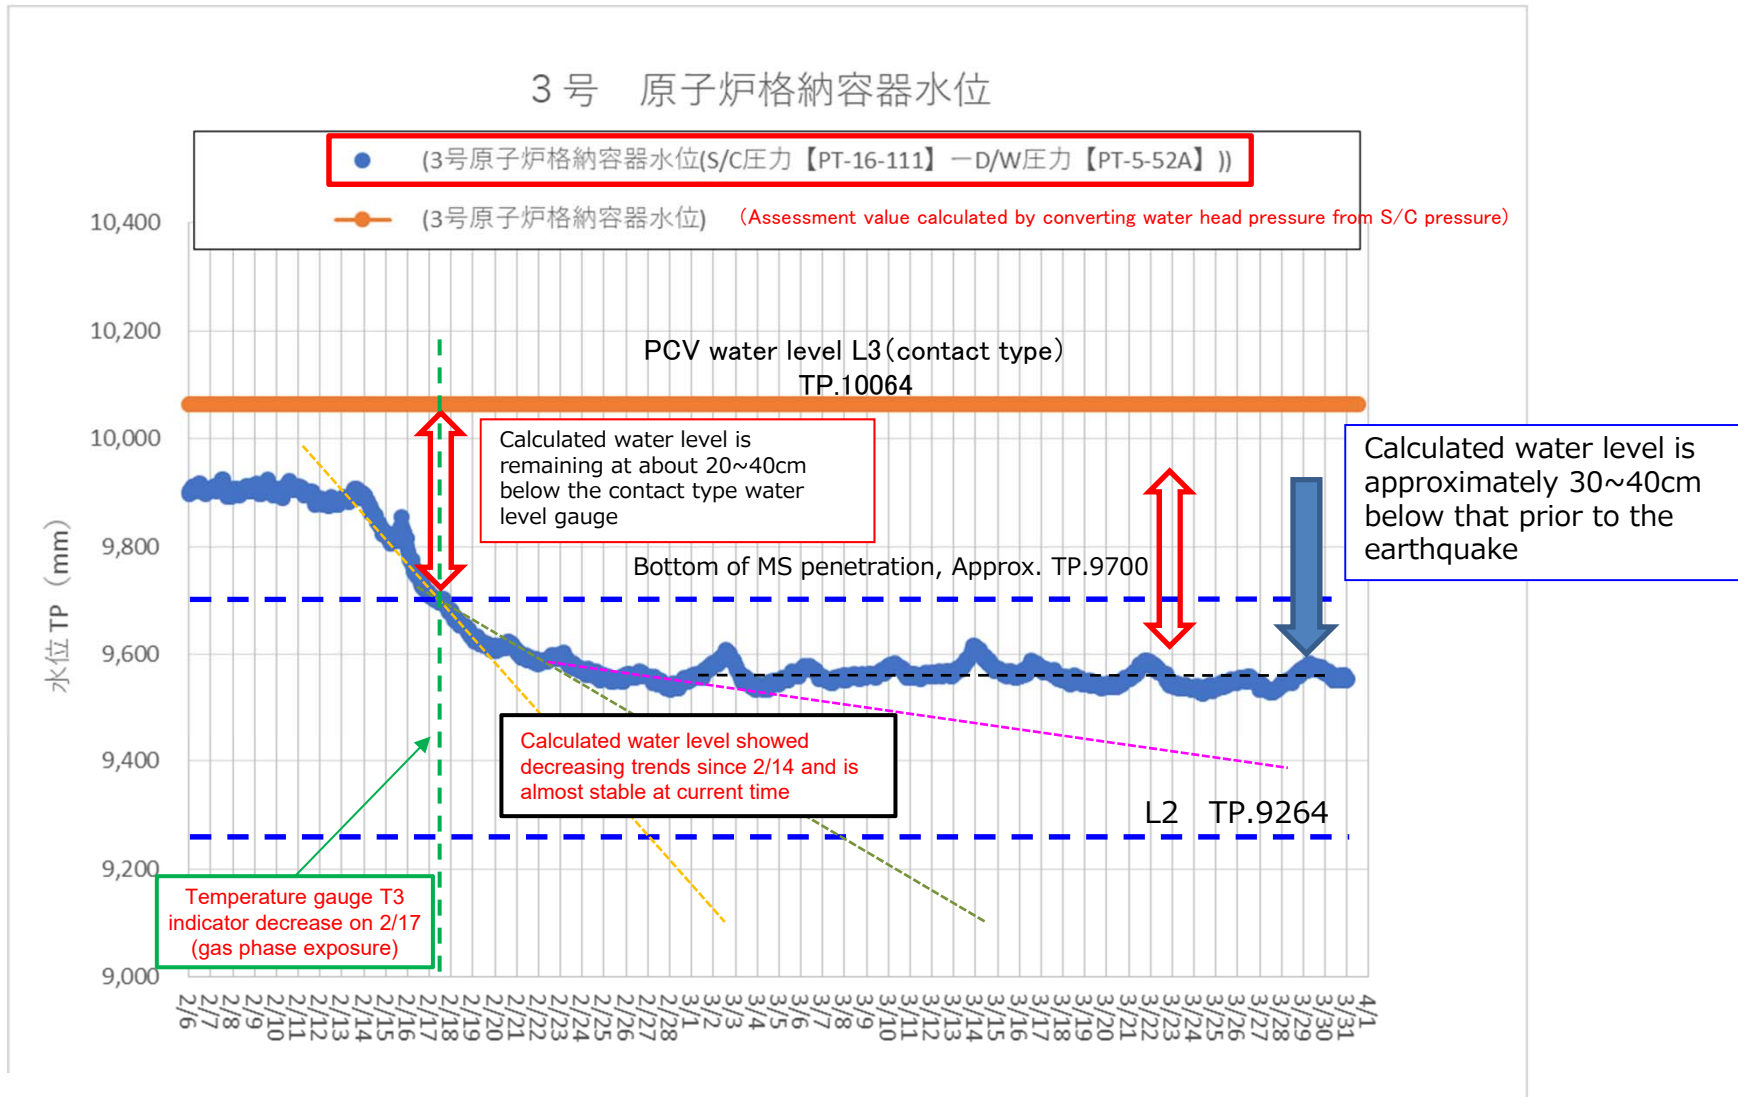 3号 原子炉格納容器水位
(3号原子炉格納容器水位(S/C圧力【PT-16-111】－D/W圧力【PT-5-52A】))
(3号原子炉格納容器水位)
(Assessment value calculated by converting water head pressure from S/C pressure)
水位 TP（mm）
10,400
10,200
10,000
9,800
9,600
9,400
9,200
9,000
PCV water level L3(contact type)
TP.10064
Calculated water level is
remaining at about 20~40cm
below the contact type water
level gauge
Calculated water level is
approximately 30~40cm
below that prior to the
earthquake
Bottom of MS penetration, Approx. TP.9700
Calculated water level showed
decreasing trends since 2/14 and is
almost stable at current time
L2 TP.9264
Temperature gauge T3
indicator decrease on 2/17
(gas phase exposure)
2/6
2/7
2/8
2/9
2/10
2/11
2/12
2/13
2/14
2/15
2/16
2/17
2/18
2/19
2/20
2/21
2/22
2/23
2/24
2/25
2/26
2/27
2/28
3/1
3/2
3/3
3/4
3/5
3/6
3/7
3/8
3/9
3/10
3/11
3/12
3/13
3/14
3/15
3/16
3/17
3/18
3/19
3/20
3/21
3/22
3/23
3/24
3/25
3/26
3/27
3/28
3/29
3/30
3/31
4/1